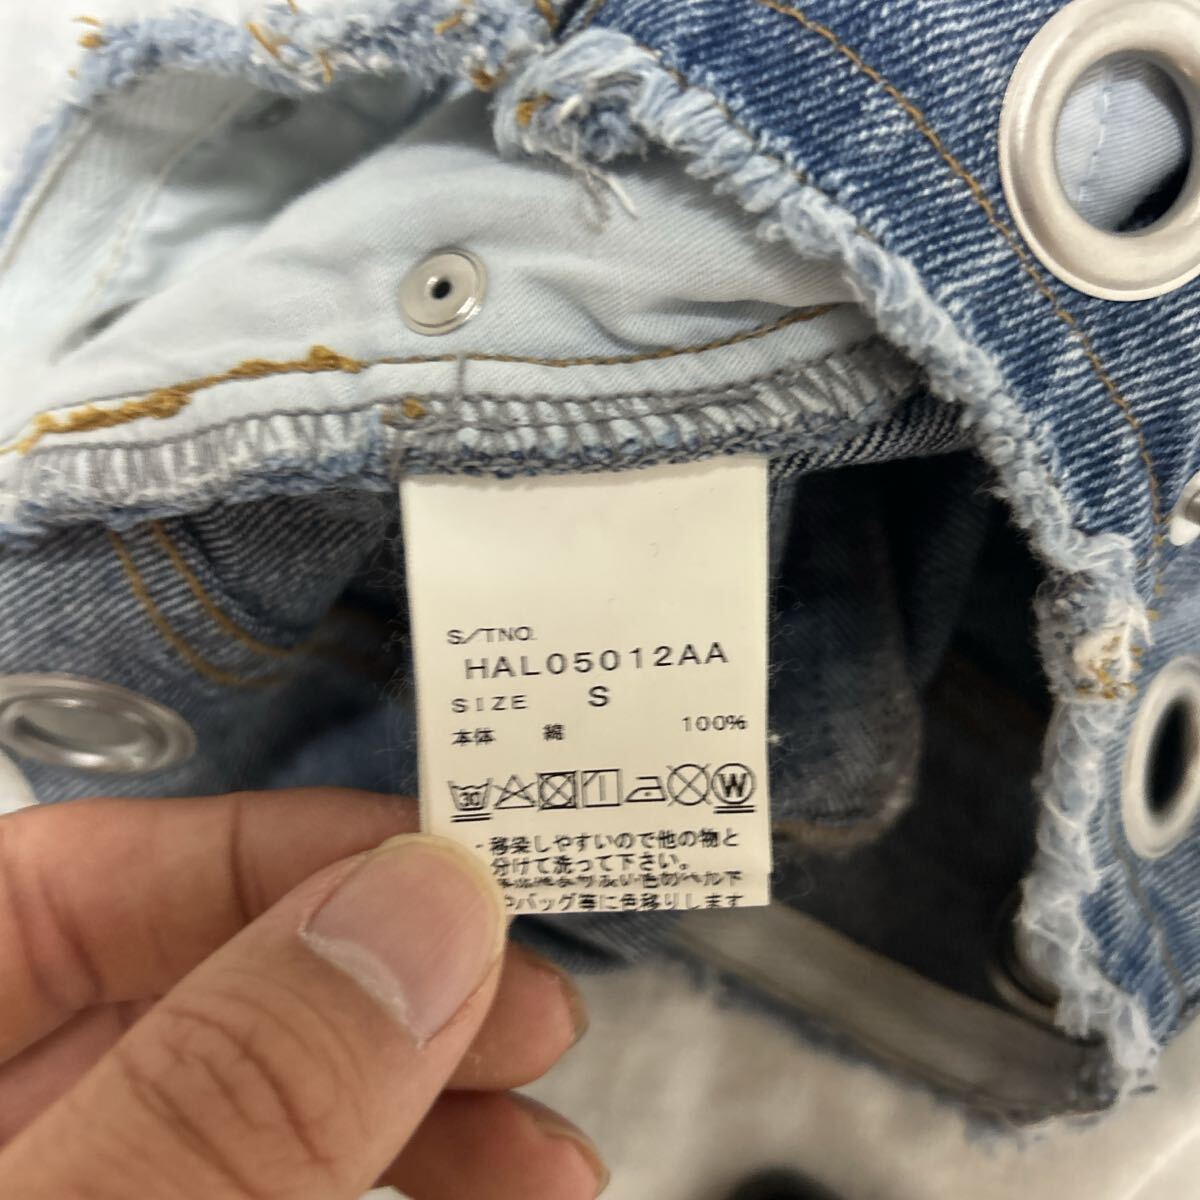 S/TNO.
HAL05012AA
SIZE S
本体 綿 100%
30 W
・移染しやすいので他の物と
分けて洗って下さい。
バッグ等に色移りします